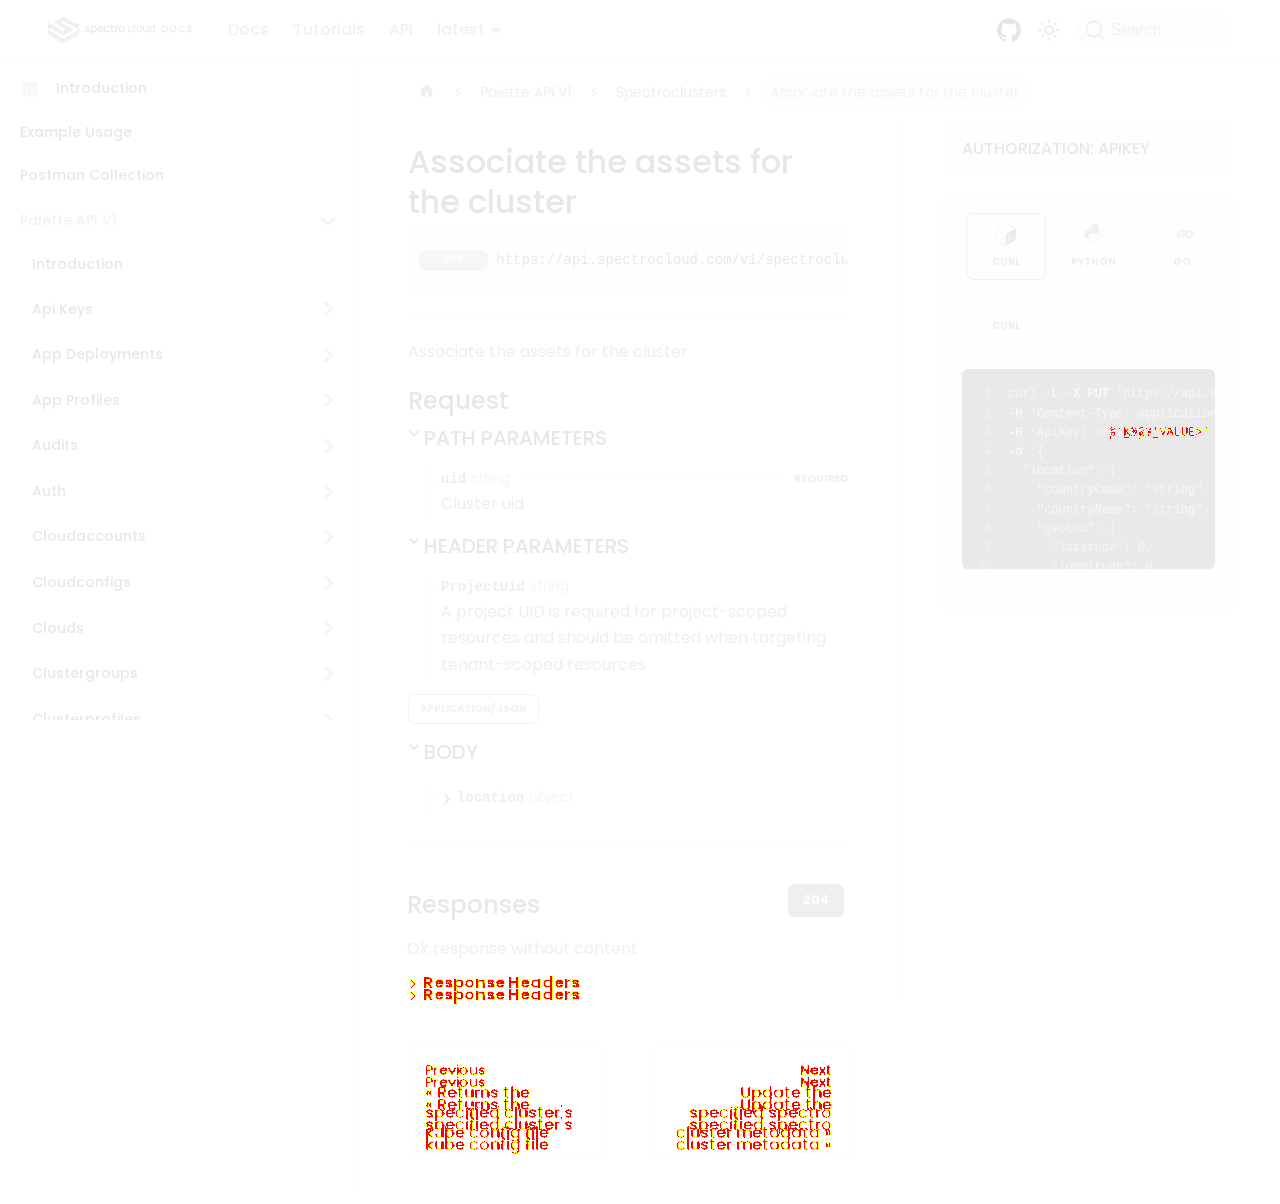 spectro cloud DOCS Docs Tutorials API latest Search
Introduction
Example Usage
Postman Collection
Palette API V1
Introduction
Api Keys
App Deployments
App Profiles
Audits
Auth
Cloudaccounts
Cloudconfigs
Clouds
Clustergroups
Clusterprofiles
Palette API V1 Spectroclusters Associate the assets for the cluster
Associate the assets for
the cluster
PUT https://api.spectrocloud.com/v1/spectroclu
Associate the assets for the cluster
Request
PATH PARAMETERS
uid string REQUIRED
Cluster uid
HEADER PARAMETERS
ProjectUid string
A project UID is required for project-scoped
resources and should be omitted when targeting
tenant-scoped resources
APPLICATION/JSON
BODY
location object
Responses 204
Ok response without content
Response Headers
Response Headers
Previous
Previous
« Returns the
« Returns the
specified cluster's
specified cluster's
kube config file
kube config file
Next
Next
Update the
Update the
specified spectro
specified spectro
cluster metadata »
cluster metadata »
AUTHORIZATION: APIKEY
CURL PYTHON GO
CURL
1 curl -L -X PUT 'https://api.s
2 -H 'Content-Type: application
3 -H 'ApiKey: <A VALUE>'
4 -d '{
5 "location": {
6 "countryCode": "string",
7 "countryName": "string",
8 "geoLoc": {
9 "latitude": 0,
10 "longitude": 0